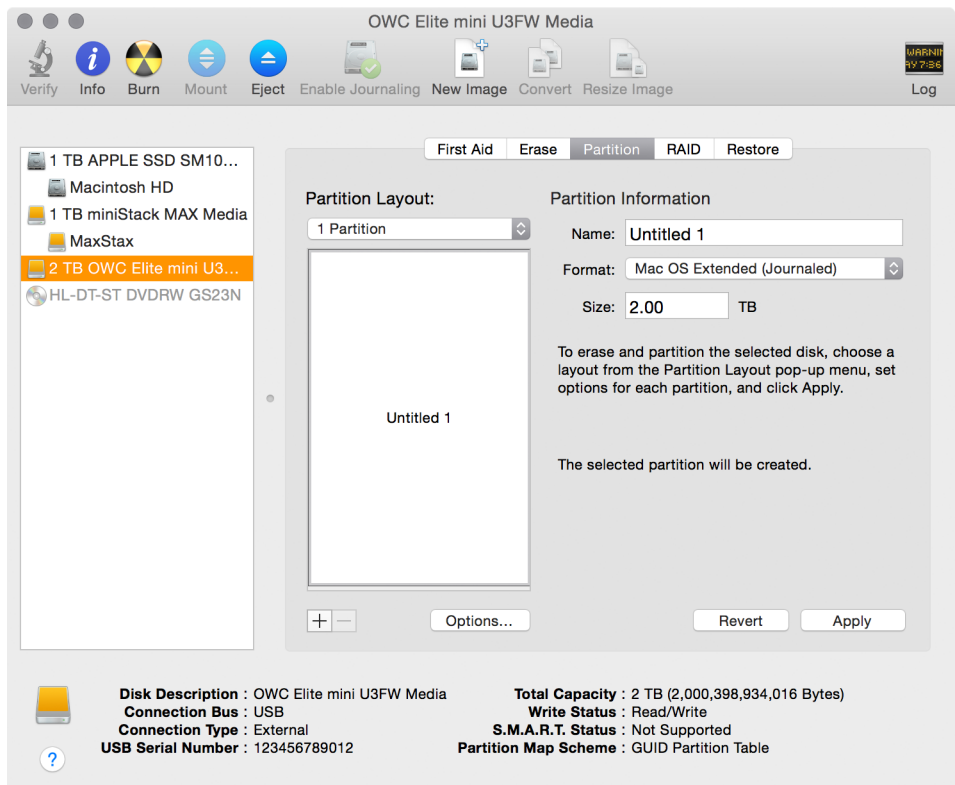 OWC Elite mini U3FW Media
Verify Info Burn Mount Eject Enable Journaling New Image Convert Resize Image Log
WARNIN
AY 7:36
First Aid Erase Partition RAID Restore
1 TB APPLE SSD SM10...
Macintosh HD
1 TB miniStack MAX Media
MaxStax
2 TB OWC Elite mini U3...
HL-DT-ST DVDRW GS23N
Partition Layout:
1 Partition
Untitled 1
Options...
Partition Information
Name: Untitled 1
Format: Mac OS Extended (Journaled)
Size: 2.00 TB
To erase and partition the selected disk, choose a
layout from the Partition Layout pop-up menu, set
options for each partition, and click Apply.
The selected partition will be created.
Revert Apply
Disk Description : OWC Elite mini U3FW Media
Connection Bus : USB
Connection Type : External
USB Serial Number : 123456789012
Total Capacity : 2 TB (2,000,398,934,016 Bytes)
Write Status : Read/Write
S.M.A.R.T. Status : Not Supported
Partition Map Scheme : GUID Partition Table
?